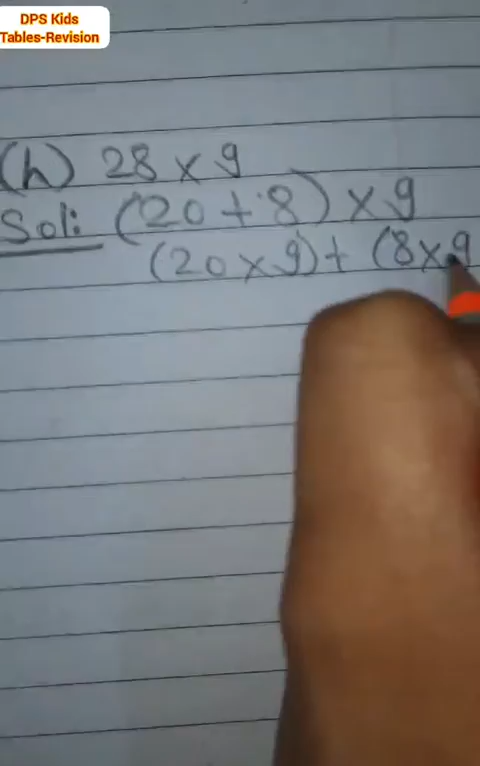 DPS Kids
Tables-Revision
(h) 28 x 9
Sol: (20 + 8) x 9
(20 x 9) + (8 x 9